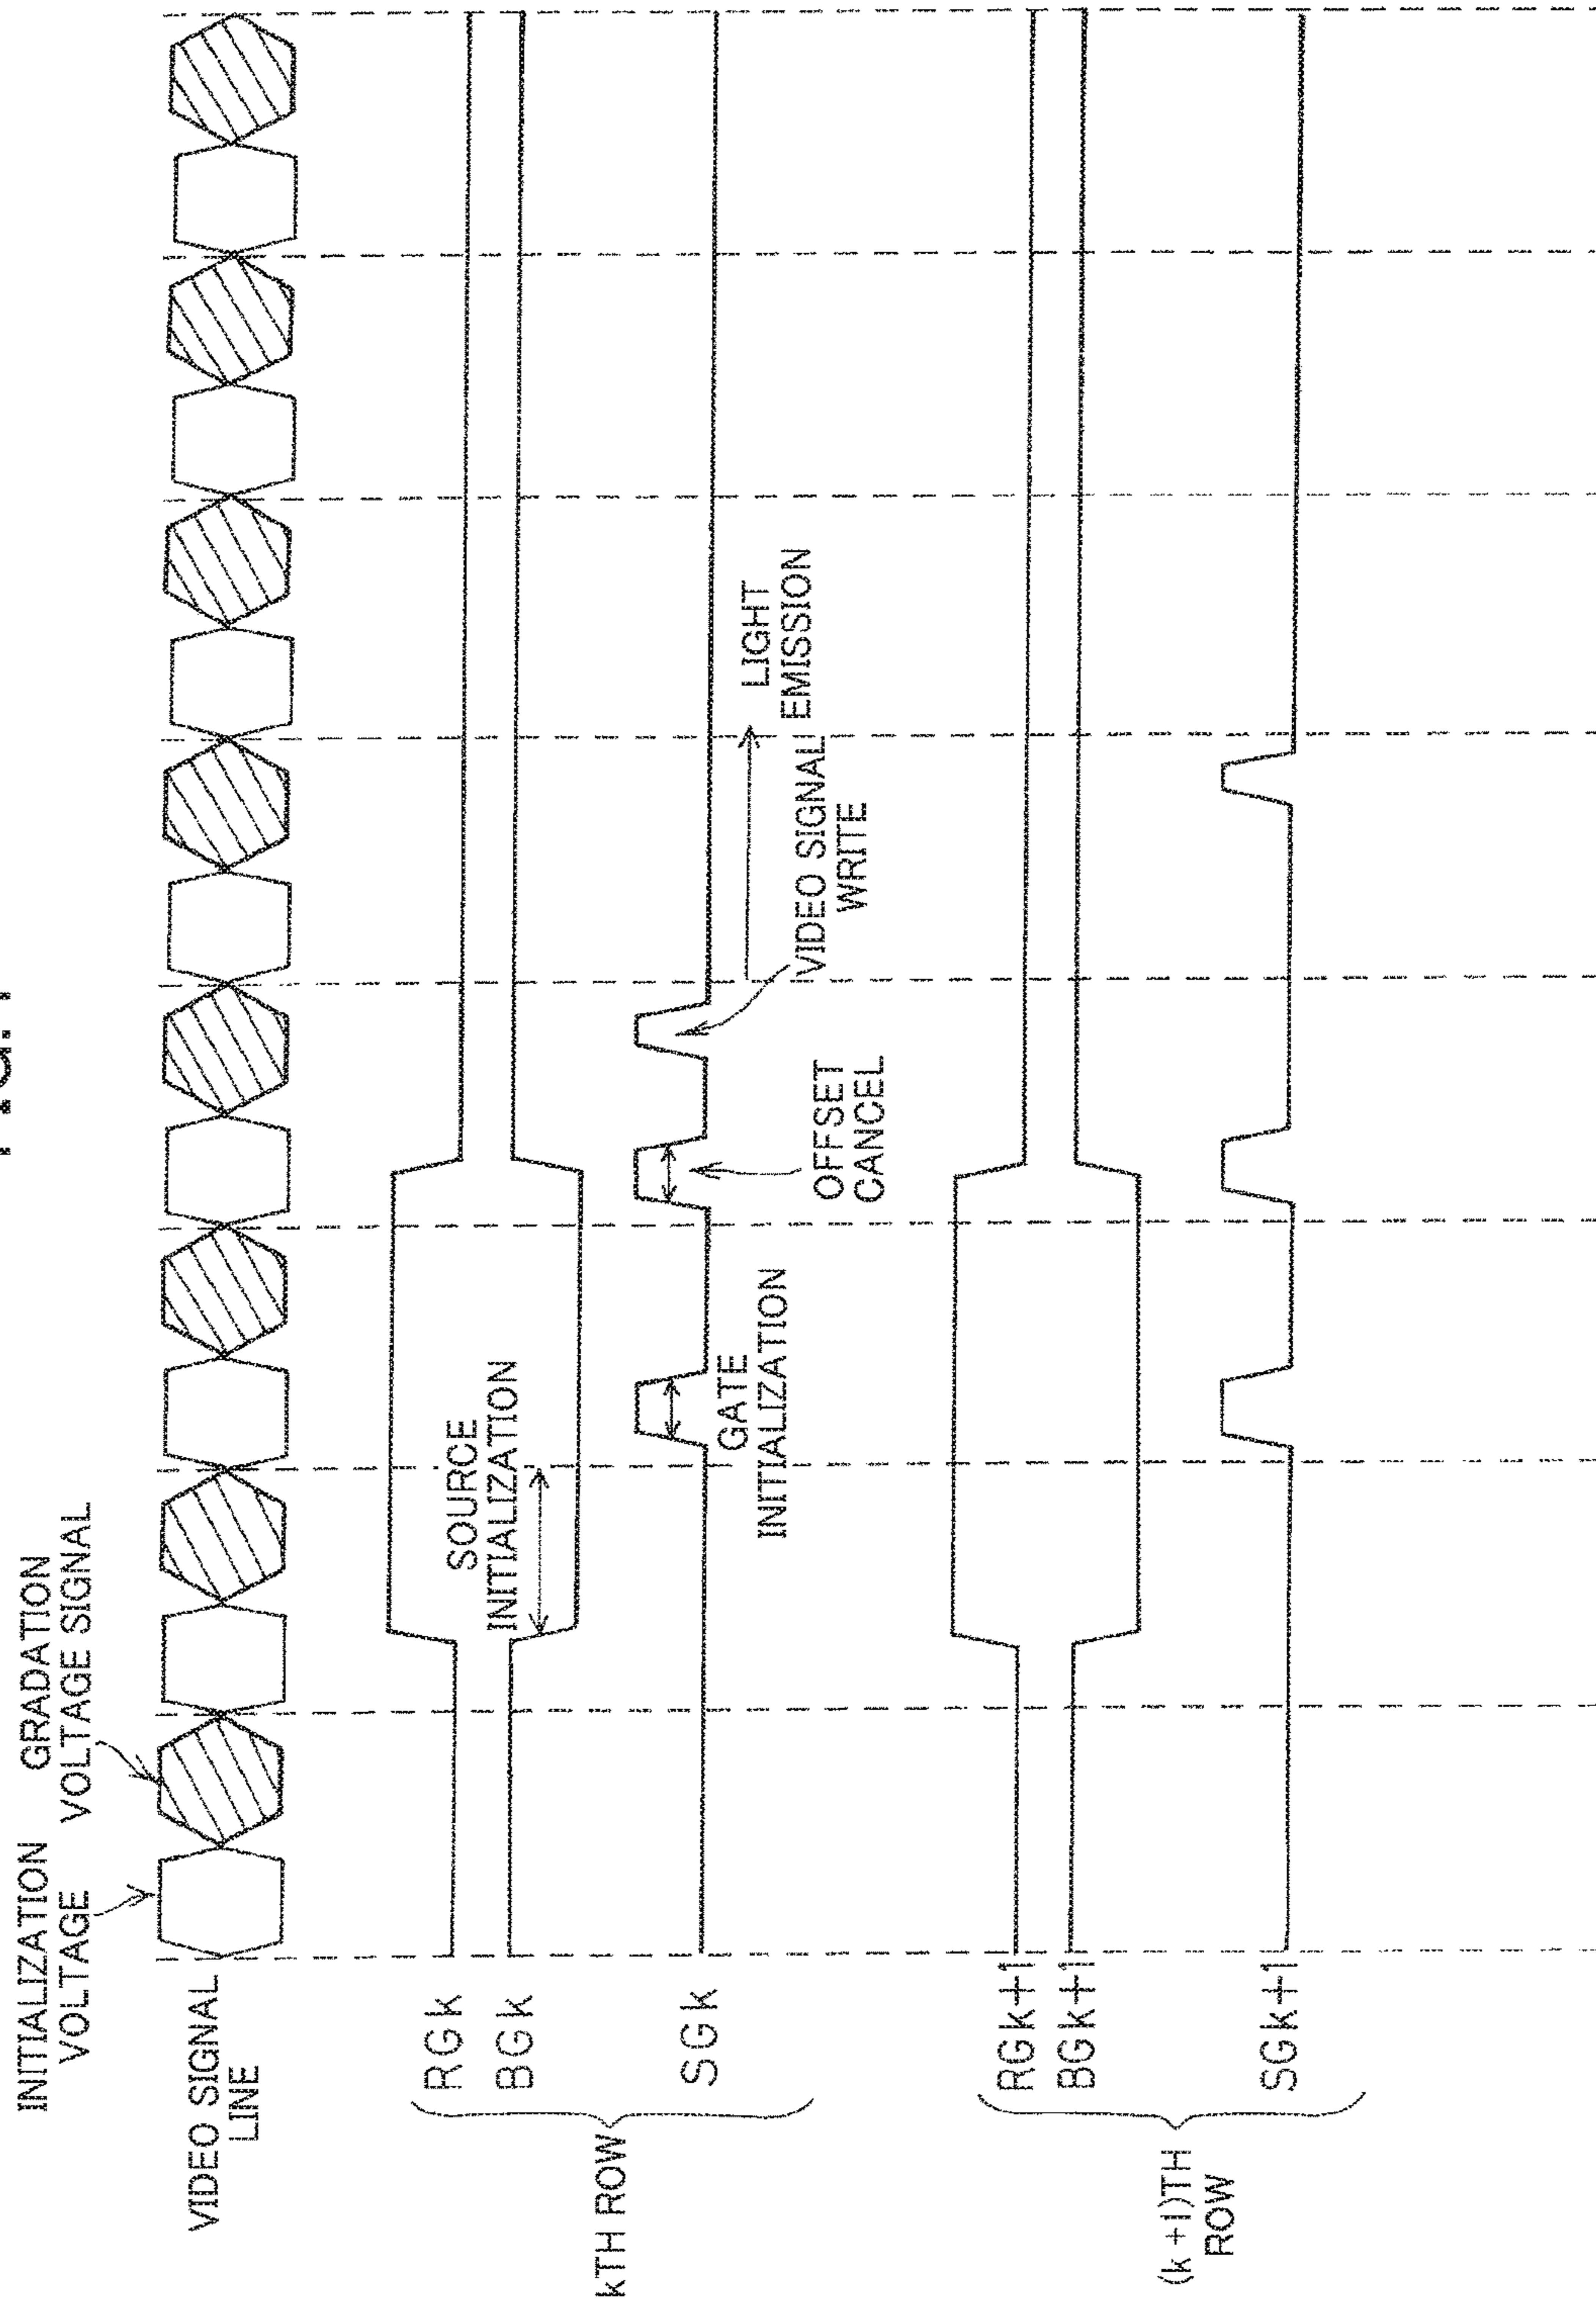 INITIALIZATION
VOLTAGE
GRADATION
VOLTAGE SIGNAL
VIDEO SIGNAL
LINE
RGk
BGk
SGk
kTH ROW
SOURCE
INITIALIZATION
GATE
INITIALIZATION
OFFSET
CANCEL
VIDEO SIGNAL
WRITE
LIGHT
EMISSION
RGk+1
BGk+1
SGk+1
(k+1)TH
ROW